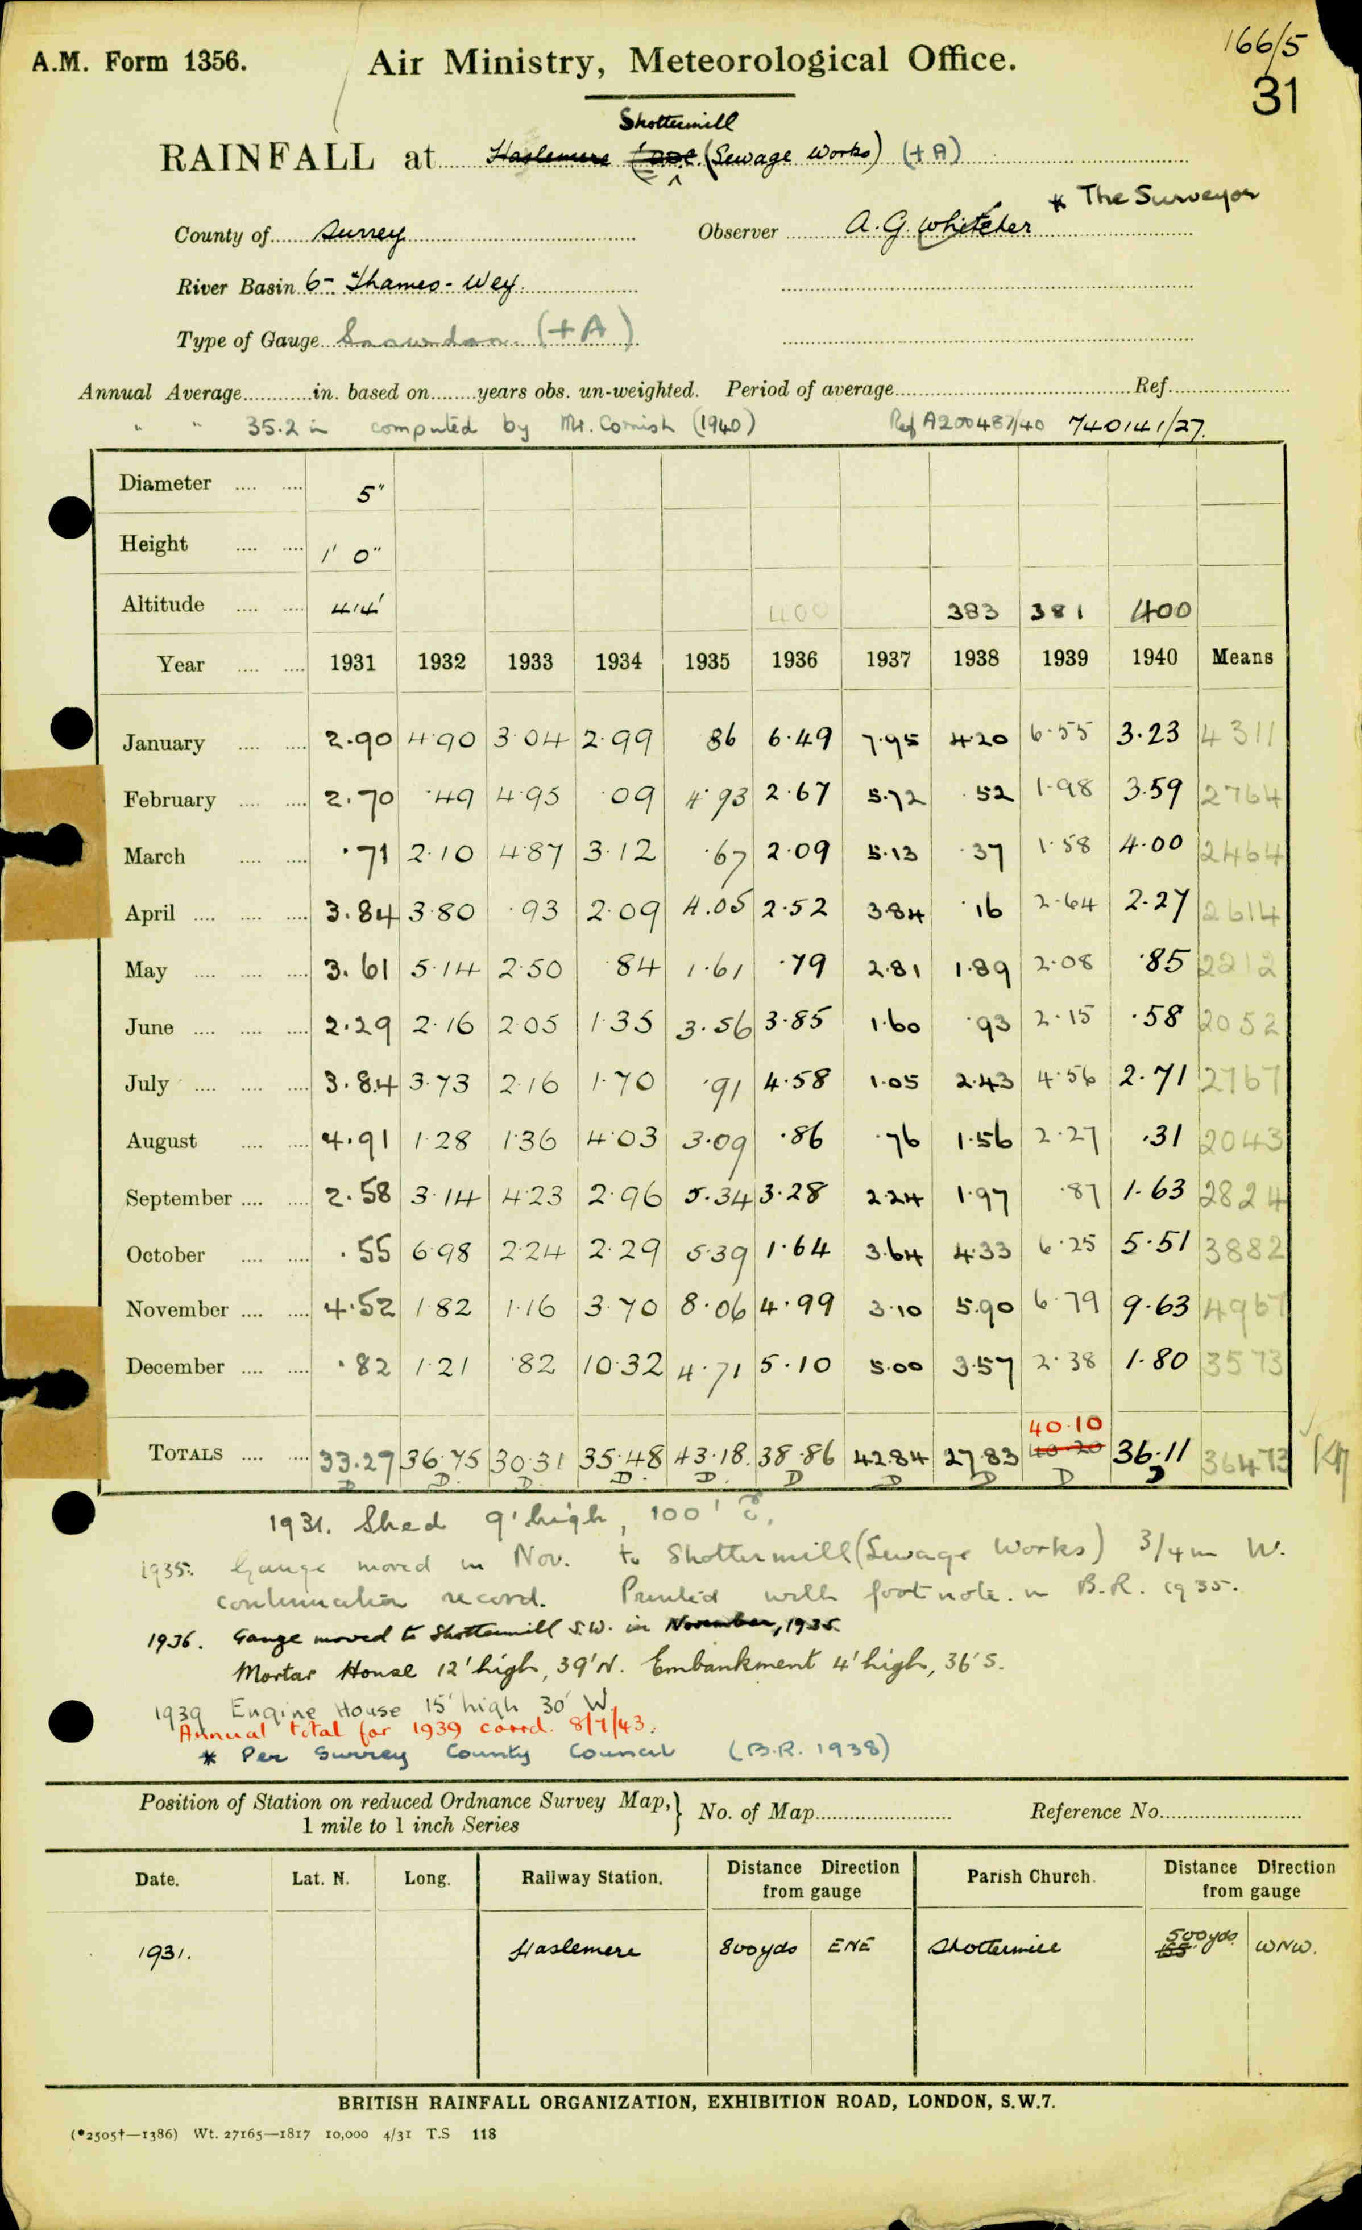 166/5
A.M. Form 1356. Air Ministry, Meteorological Office.
31
Shottermill
RAINFALL at Haslemere (Sewage Works) (+A)
* The Surveyor
County of Surrey Observer A. G. Whitcher
River Basin 6 - Thames - Wey.
Type of Gauge Snowdon (+A)
Annual Average in. based on years obs. un-weighted. Period of average Ref.
" " 35.2 in computed by Mr. Cornish (1940) Ref A200487/40 740141/27.
Diameter 5"
Height 1' 0"
Altitude 414' 400 383 381 400
Year 1931 1932 1933 1934 1935 1936 1937 1938 1939 1940 Means
January 2.90 4.90 3.04 2.99 .86 6.49 7.95 4.20 6.55 3.23 4311
February 2.70 .49 4.95 .09 4.93 2.67 5.72 .52 1.98 3.59 2764
March .71 2.10 4.87 3.12 .67 2.09 5.13 .37 1.58 4.00 2464
April 3.84 3.80 .93 2.09 4.05 2.52 3.84 .16 2.64 2.27 2614
May 3.61 5.14 2.50 .84 1.61 .79 2.81 1.89 2.08 .85 2212
June 2.29 2.16 2.05 1.35 3.56 3.85 1.60 .93 2.15 .58 2052
July 3.84 3.73 2.16 1.70 .91 4.58 1.05 2.43 4.56 2.71 2767
August 4.91 1.28 1.36 4.03 3.09 .86 .76 1.56 2.27 .31 2043
September 2.58 3.14 4.23 2.96 5.34 3.28 2.24 1.97 .87 1.63 2824
October .55 6.98 2.24 2.29 5.39 1.64 3.64 4.33 6.25 5.51 3882
November 4.52 1.82 1.16 3.70 8.06 4.99 3.10 5.90 6.79 9.63 4967
December .82 1.21 .82 10.32 4.71 5.10 5.00 3.57 2.38 1.80 3573
40.10
TOTALS 33.27 36.75 30.31 35.48 43.18 38.86 42.84 27.83 40.20 36.11 36473
D D D D D D D D D D
1931. Shed 9' high, 100' E.
1935. Gauge moved in Nov. to Shottermill (Sewage Works) 3/4 m W.
continuation record. Printed with footnote in B.R. 1935.
1936. Gauge moved to Shottermill S.W. in November, 1935.
Mortar House 12' high, 39' N. Embankment 4' high, 36' S.
1939 Engine House 15' high 30' W.
Annual total for 1939 corrd. 8/7/43.
* Per Surrey County Council (B.R. 1938)
Position of Station on reduced Ordnance Survey Map, 1 mile to 1 inch Series } No. of Map Reference No.
Date. Lat. N. Long. Railway Station. Distance Direction from gauge Parish Church. Distance Direction from gauge
1931. Haslemere 800 yds ENE Shottermill 500 yds. WNW.
BRITISH RAINFALL ORGANIZATION, EXHIBITION ROAD, LONDON, S.W.7.
(*2505†—1386) Wt. 27165—1817 10,000 4/31 T.S 118